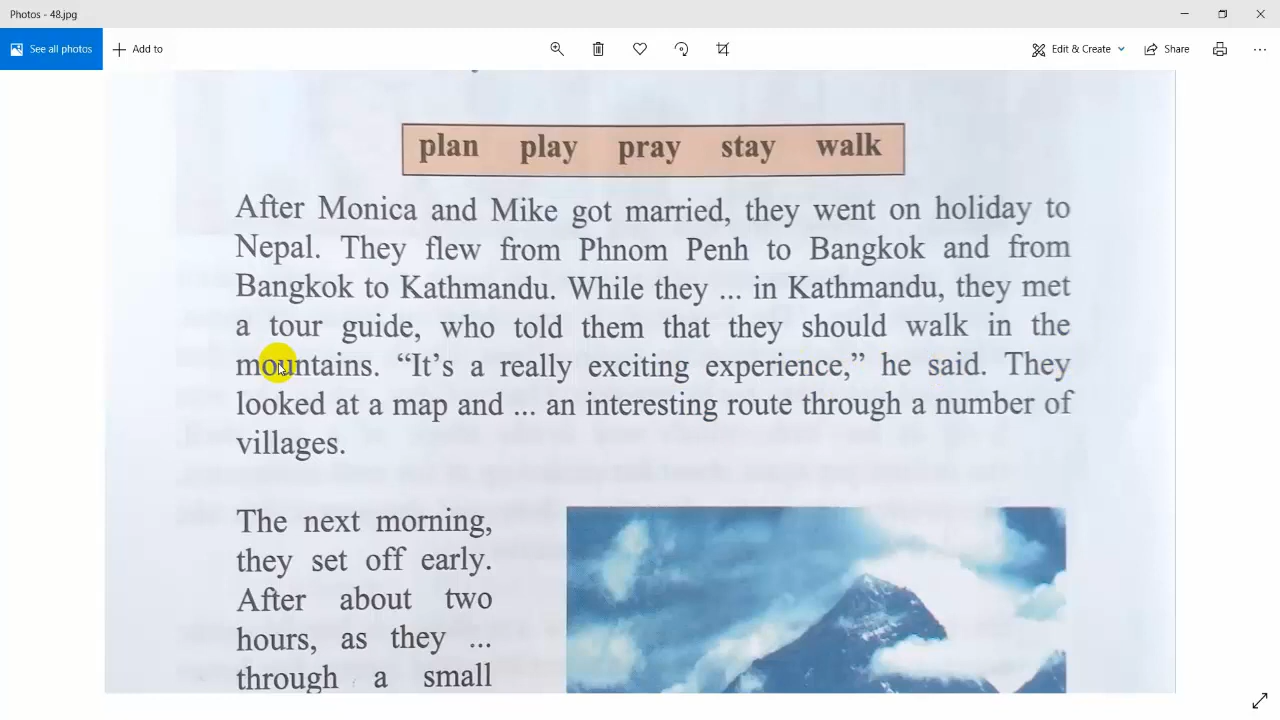 Photos - 48.jpg
See all photos
Add to
Edit & Create
Share
plan play pray stay walk
After Monica and Mike got married, they went on holiday to
Nepal. They flew from Phnom Penh to Bangkok and from
Bangkok to Kathmandu. While they ... in Kathmandu, they met
a tour guide, who told them that they should walk in the
mountains. “It’s a really exciting experience,” he said. They
looked at a map and ... an interesting route through a number of
villages.
The next morning,
they set off early.
After about two
hours, as they ...
through a small